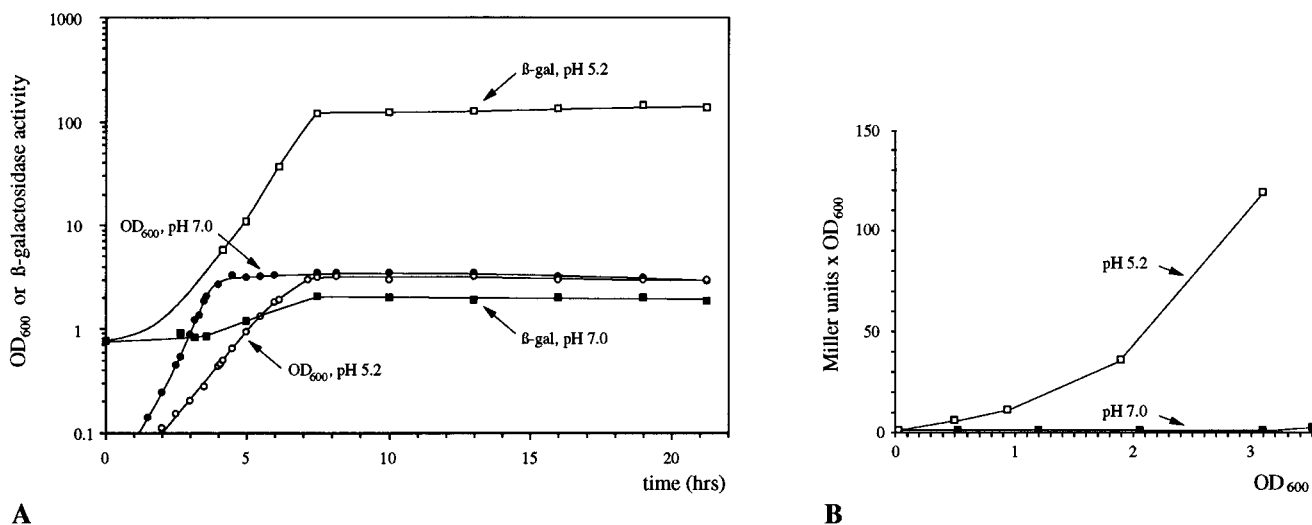 1000
100
10
1
0.1
OD600 or ß-galactosidase activity
ß-gal, pH 5.2
OD600, pH 7.0
ß-gal, pH 7.0
OD600, pH 5.2
0 5 10 15 20
time (hrs)
A
150
100
50
0
Miller units x OD600
pH 5.2
pH 7.0
0 1 2 3
OD600
B